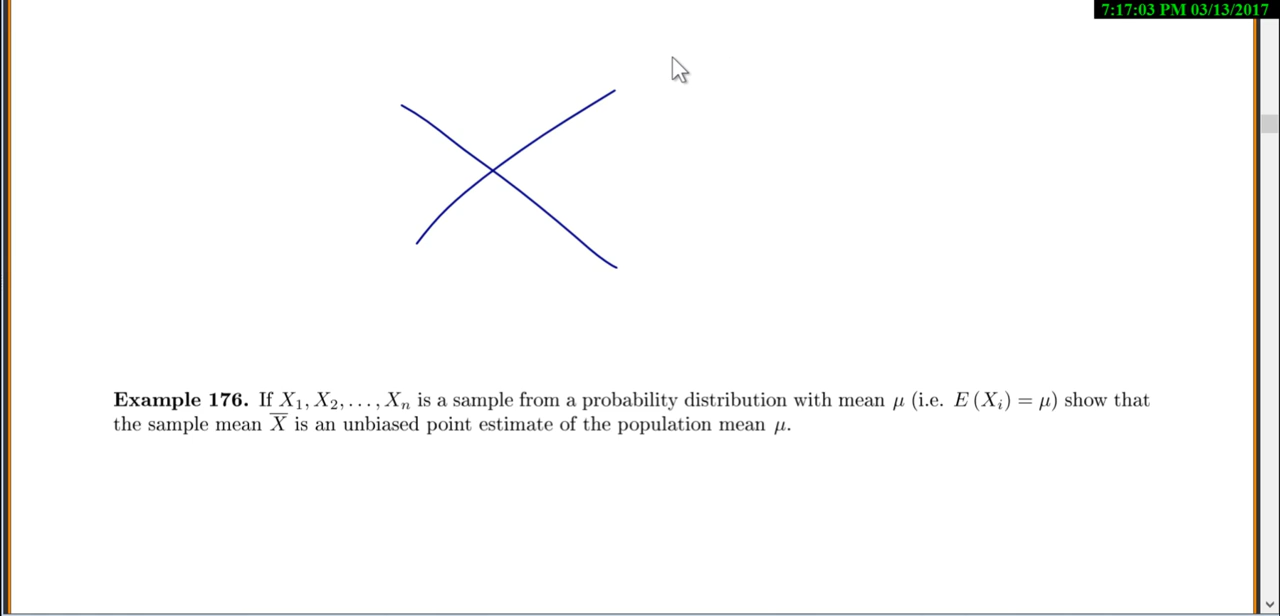 7:17:03 PM 03/13/2017
Example 176. If X₁, X₂, . . . , Xₙ is a sample from a probability distribution with mean μ (i.e. E (Xᵢ) = μ) show that
the sample mean X̅ is an unbiased point estimate of the population mean μ.